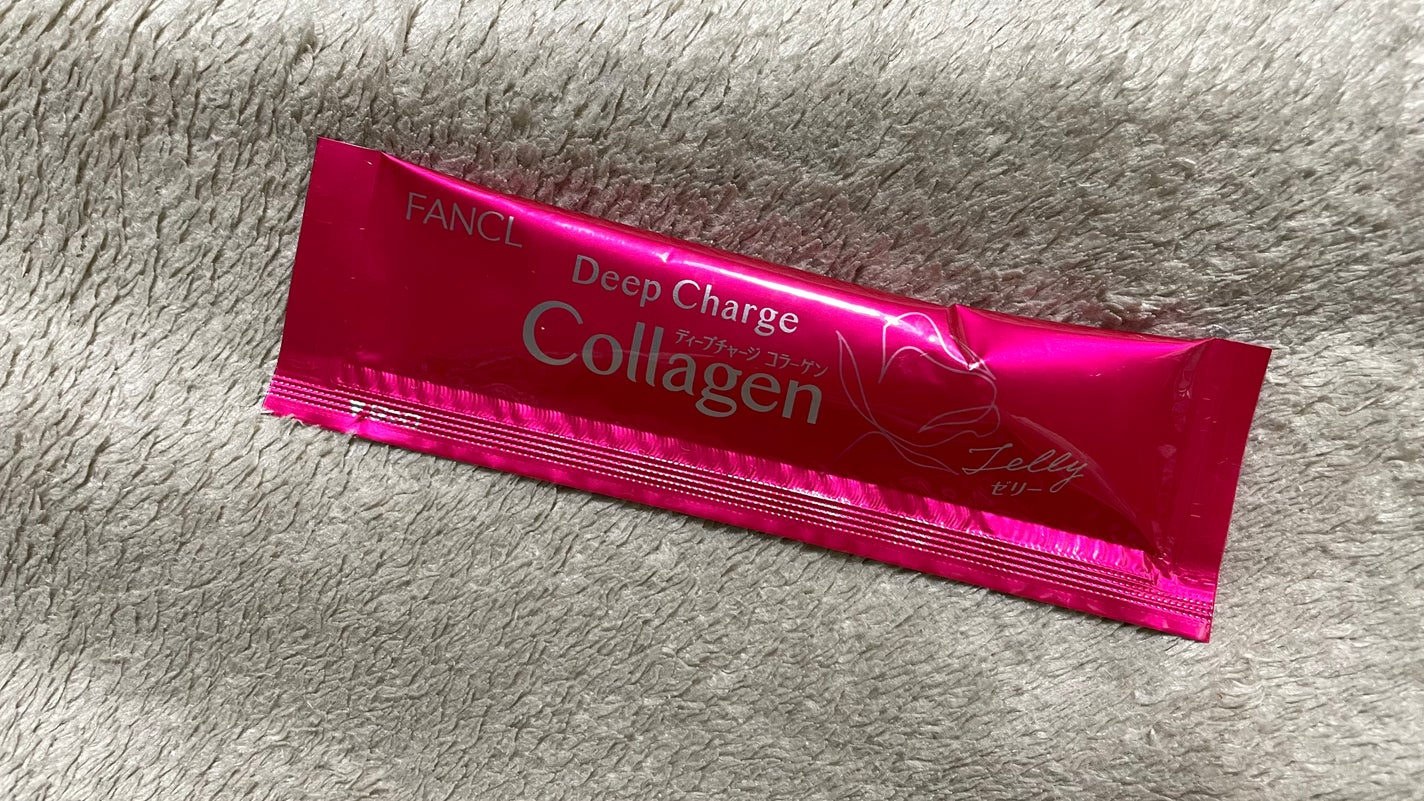 FANCL
Deep Charge
ディープチャージ コラーゲン
Collagen
Jelly
ゼリー